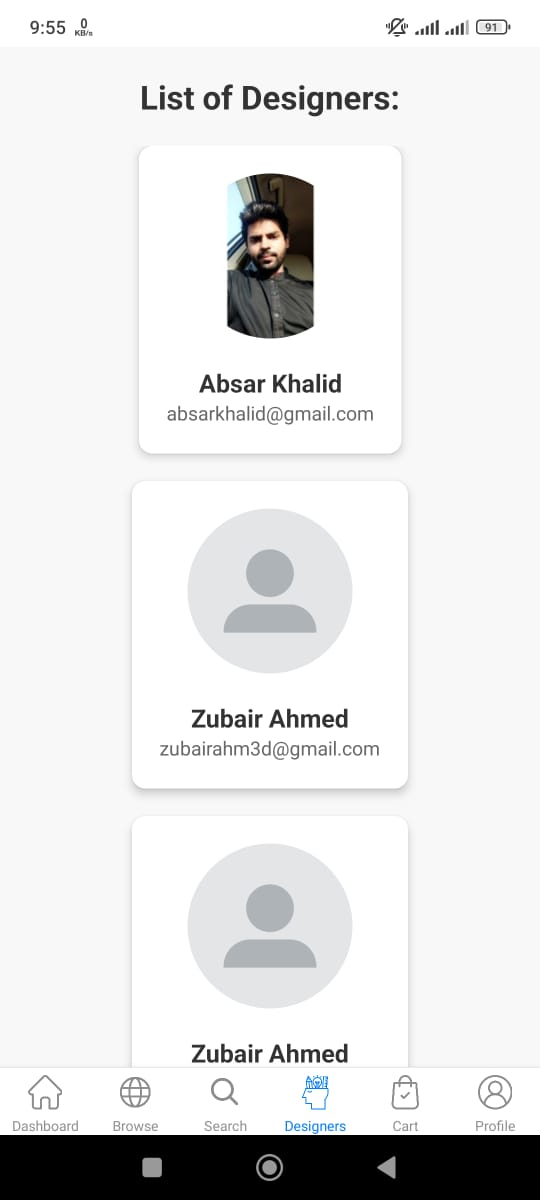 9:55 0 KB/s 91
List of Designers:
Absar Khalid
absarkhalid@gmail.com
Zubair Ahmed
zubairahm3d@gmail.com
Zubair Ahmed
Dashboard Browse Search Designers Cart Profile